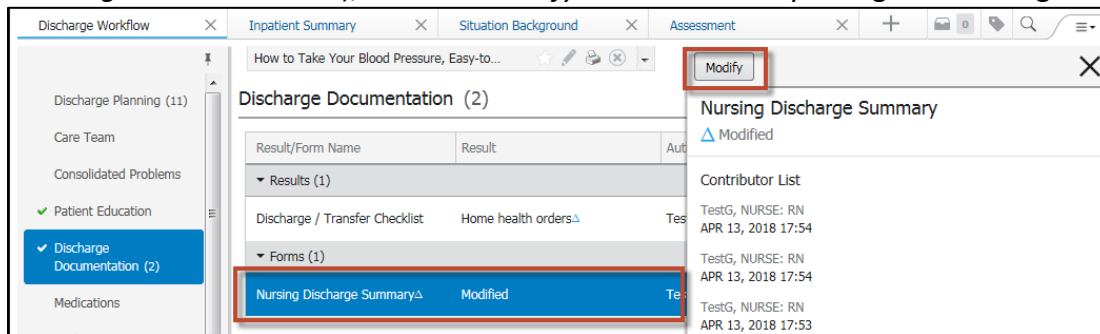 Discharge Workflow
Inpatient Summary
Situation Background
Assessment
0
How to Take Your Blood Pressure, Easy-to...
Modify
Discharge Planning (11)
Care Team
Consolidated Problems
Patient Education
Discharge
Documentation (2)
Medications
Discharge Documentation (2)
Result/Form Name Result Aut
Results (1)
Discharge / Transfer Checklist Home health orders Tes
Forms (1)
Nursing Discharge Summary Modified Te
Nursing Discharge Summary
Modified
Contributor List
TestG, NURSE: RN
APR 13, 2018 17:54
TestG, NURSE: RN
APR 13, 2018 17:54
TestG, NURSE: RN
APR 13, 2018 17:53